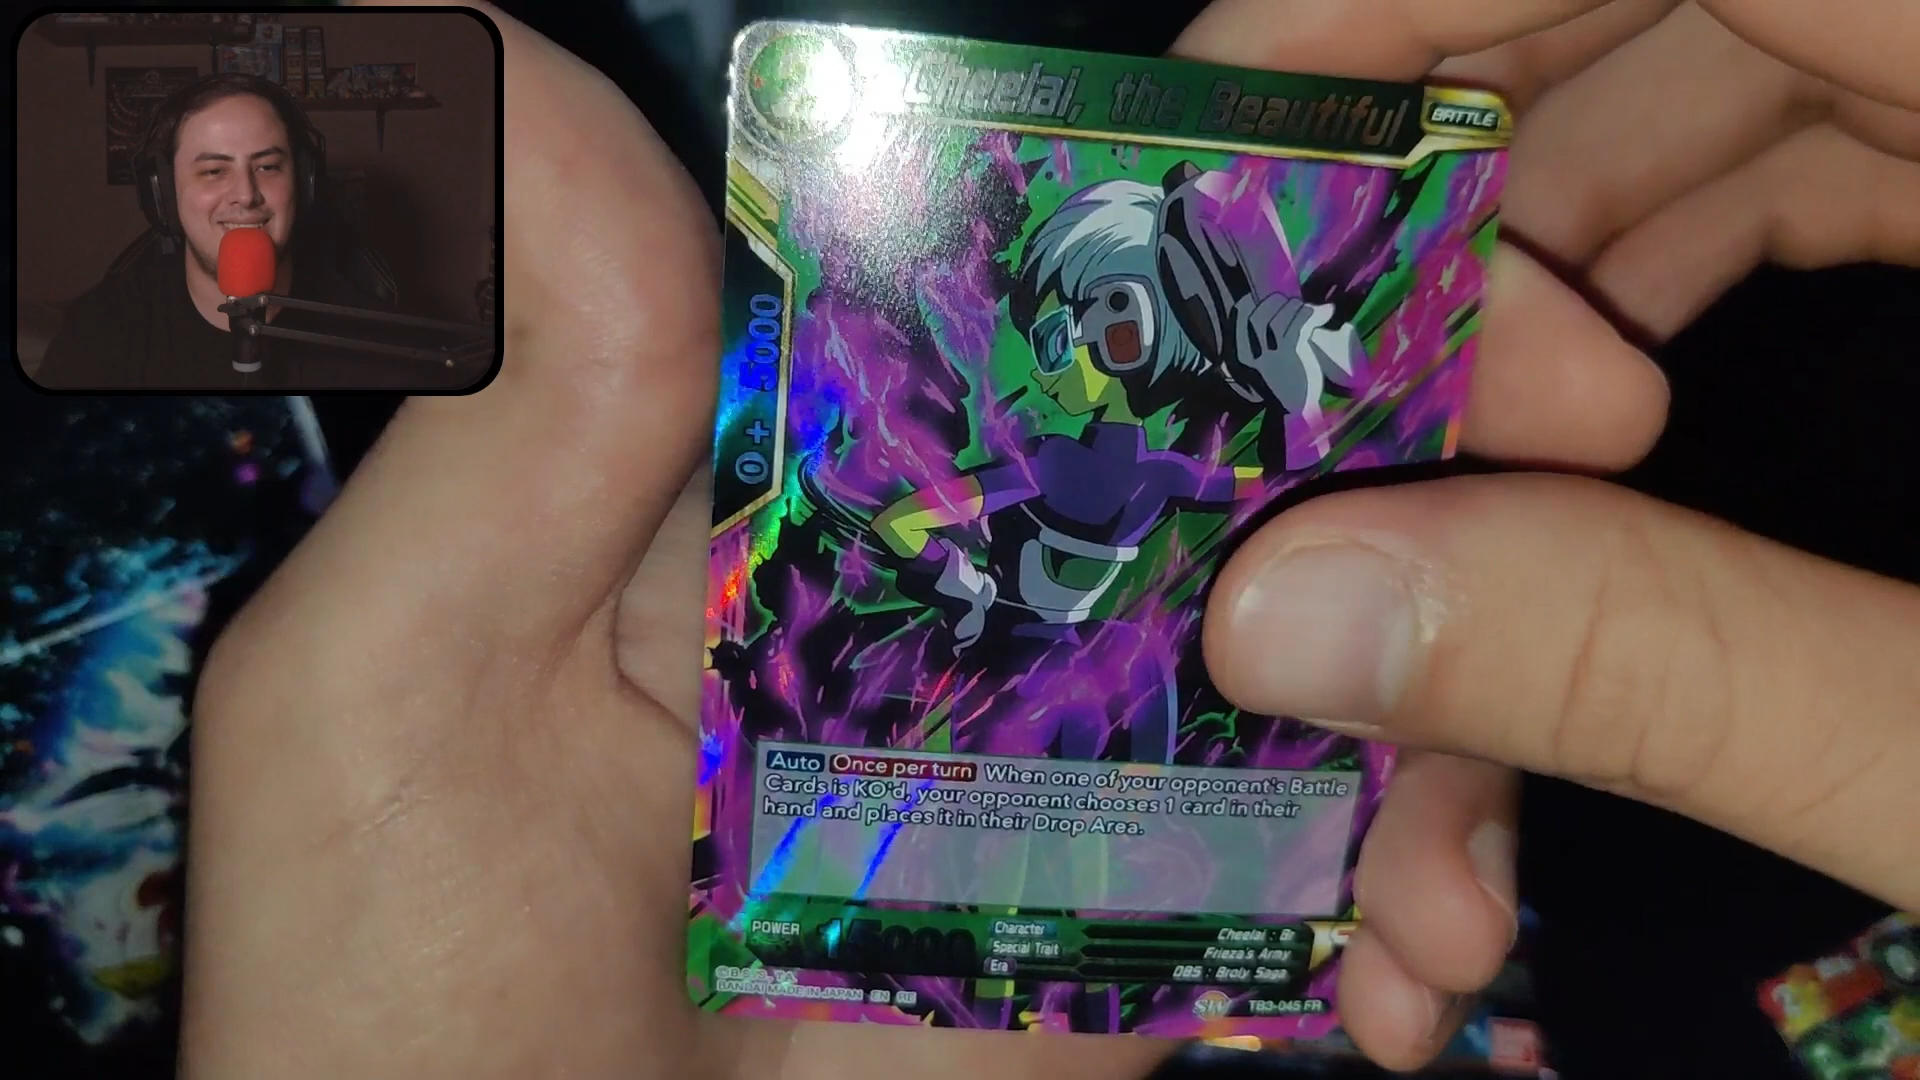 Cheelai, the Beautiful
BATTLE
0 + 5000
Auto Once per turn When one of your opponent's Battle
Cards is KO'd, your opponent chooses 1 card in their
hand and places it in their Drop Area.
POWER 15000
Character Cheelai : Br
Special Trait Frieza's Army
Era DBS : Broly Saga
BANDAI MADE IN JAPAN EN RE
TB3-045 FR